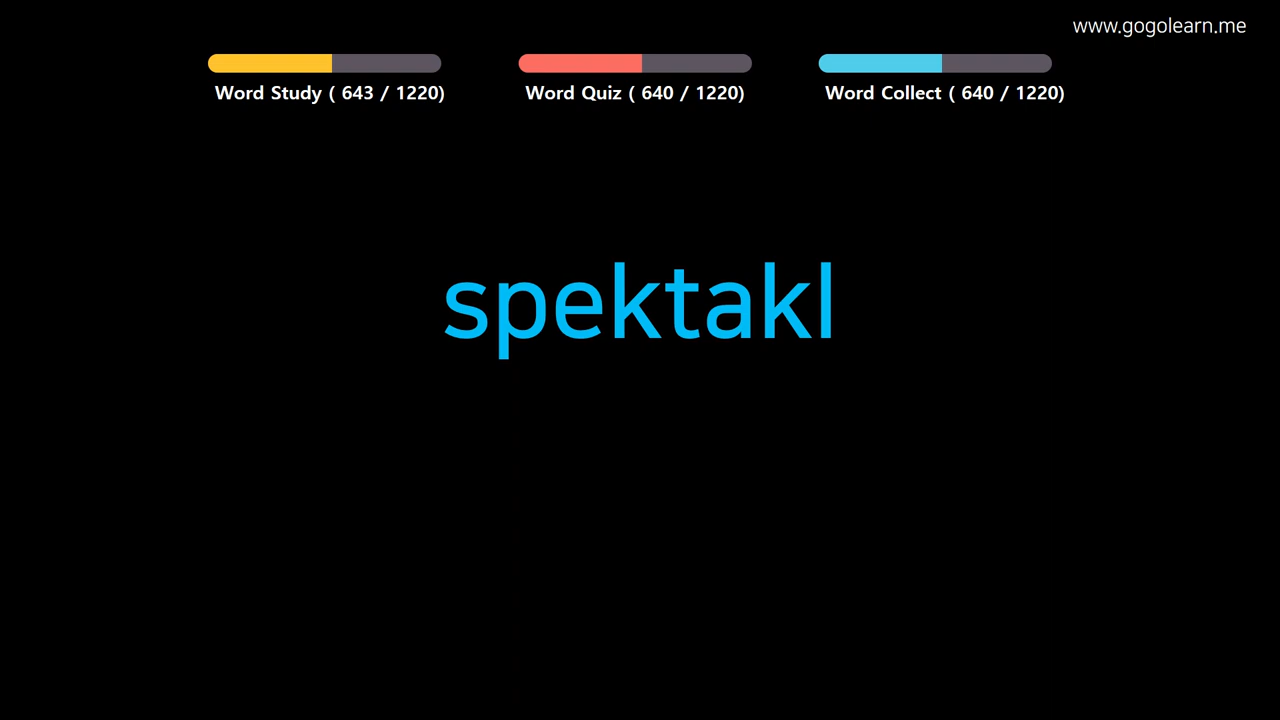 www.gogolearn.me
Word Study ( 643 / 1220)
Word Quiz ( 640 / 1220)
Word Collect ( 640 / 1220)
spektakl